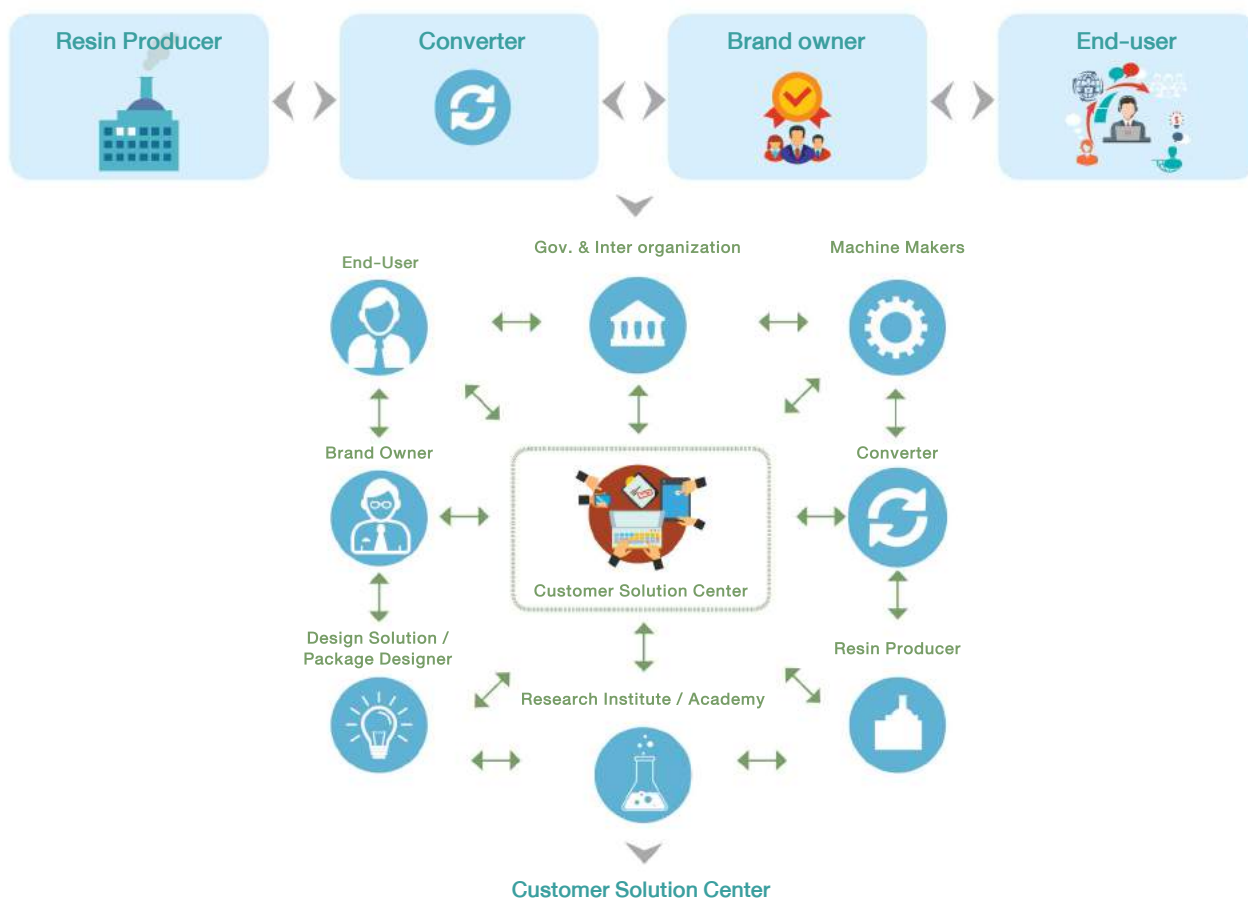 Resin Producer
Converter
Brand owner
End-user
End-User
Gov. & Inter organization
Machine Makers
Brand Owner
Converter
Customer Solution Center
Design Solution /
Package Designer
Research Institute / Academy
Resin Producer
Customer Solution Center